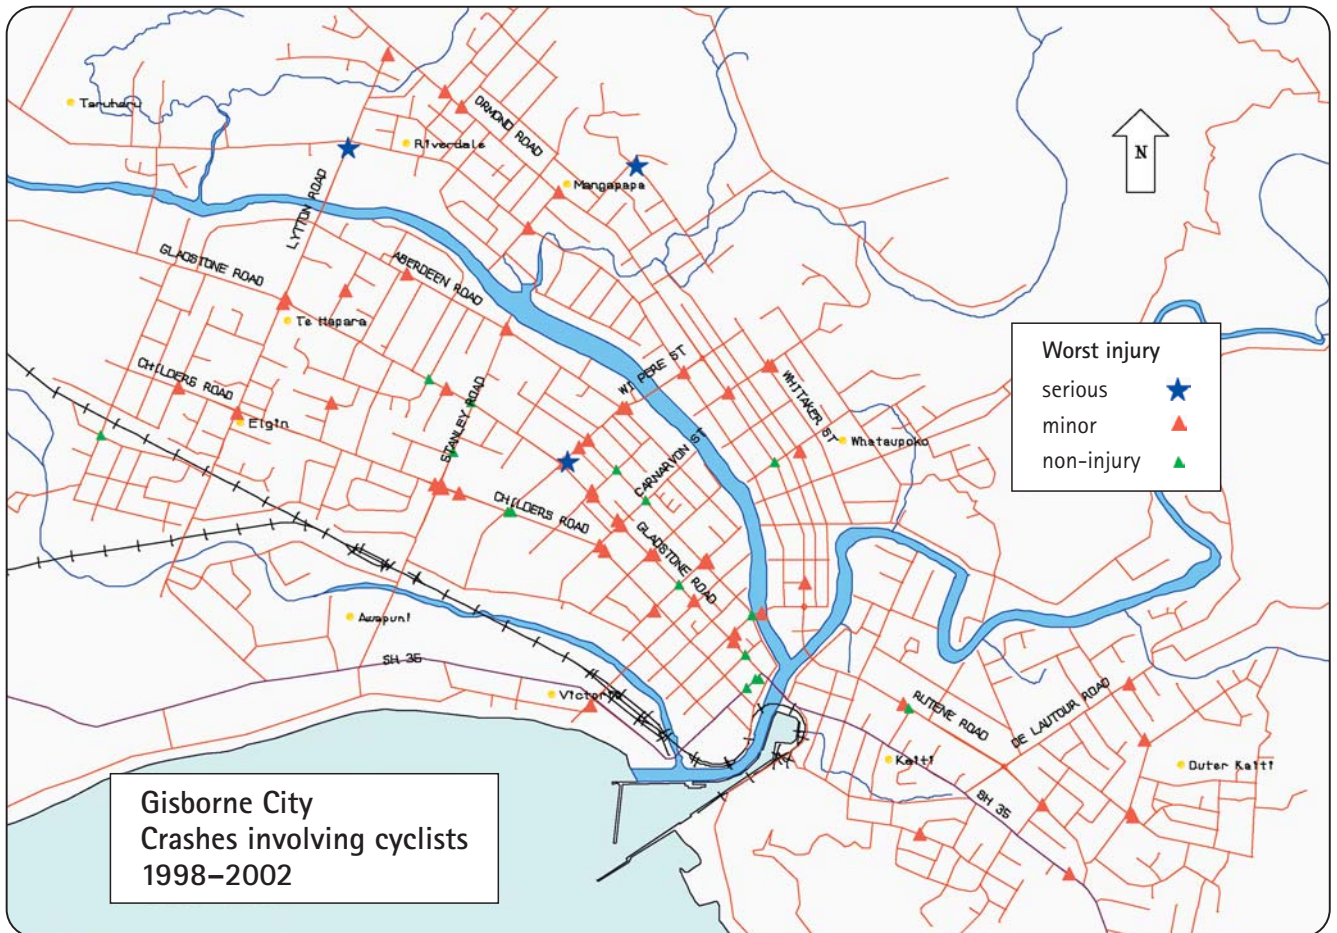 Taruheru
ORMOND ROAD
Riverdale
N
Mangapapa
LYTTON ROAD
GLADSTONE ROAD
ABERDEEN ROAD
Te Hapara
WI PERE ST
WHITAKER ST
Worst injury
serious
minor
non-injury
CHILDERS ROAD
Elgin
STANLEY ROAD
CARNARVON ST
Whataupoko
CHILDERS ROAD
GLADSTONE ROAD
Awapuni
SH 35
Victoria
RUTENE ROAD
DE LAUTOUR ROAD
Kaiti
Outer Kaiti
SH 35
Gisborne City
Crashes involving cyclists
1998–2002